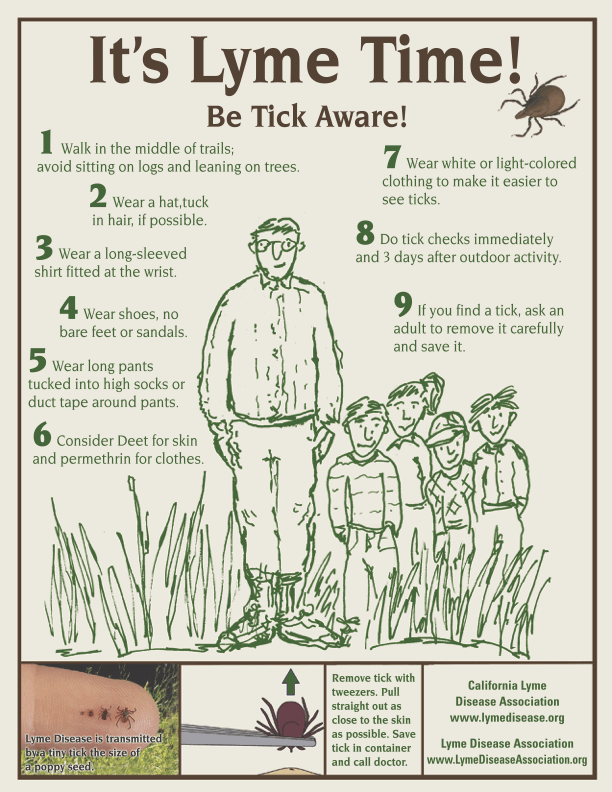 It's Lyme Time!
Be Tick Aware!
1 Walk in the middle of trails;
avoid sitting on logs and leaning on trees.
2 Wear a hat,tuck
in hair, if possible.
3 Wear a long-sleeved
shirt fitted at the wrist.
4 Wear shoes, no
bare feet or sandals.
5 Wear long pants
tucked into high socks or
duct tape around pants.
6 Consider Deet for skin
and permethrin for clothes.
7 Wear white or light-colored
clothing to make it easier to
see ticks.
8 Do tick checks immediately
and 3 days after outdoor activity.
9 If you find a tick, ask an
adult to remove it carefully
and save it.
Lyme Disease is transmitted
by a tiny tick the size of
a poppy seed.
Remove tick with
tweezers. Pull
straight out as
close to the skin
as possible. Save
tick in container
and call doctor.
California Lyme
Disease Association
www.lymedisease.org
Lyme Disease Association
www.LymeDiseaseAssociation.org